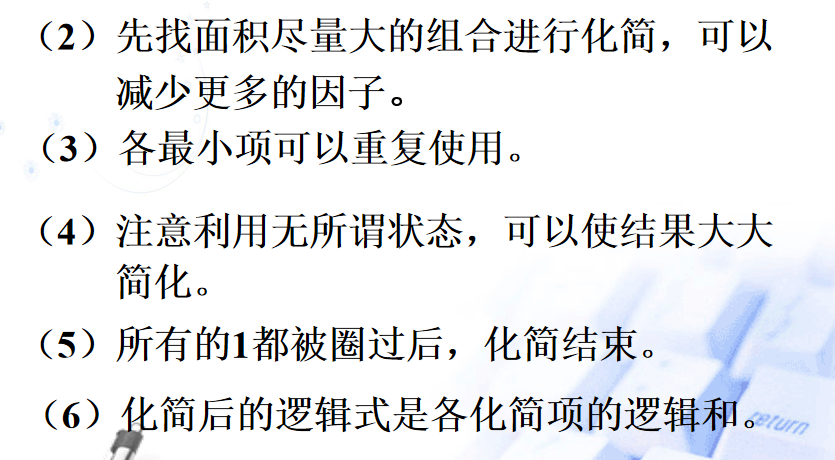 （2）先找面积尽量大的组合进行化简，可以
减少更多的因子。
（3）各最小项可以重复使用。
（4）注意利用无所谓状态，可以使结果大大
简化。
（5）所有的1都被圈过后，化简结束。
（6）化简后的逻辑式是各化简项的逻辑和。
return